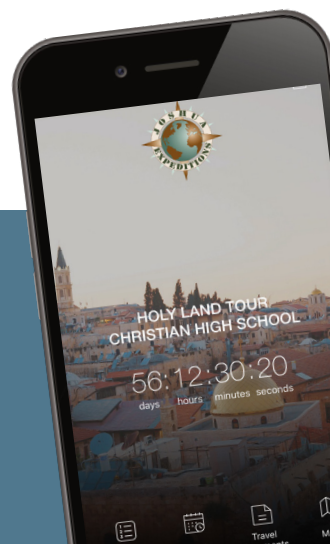 JOSHUA
EXPEDITIONS
HOLY LAND TOUR
CHRISTIAN HIGH SCHOOL
56:12:30:20
days hours minutes seconds
Travel